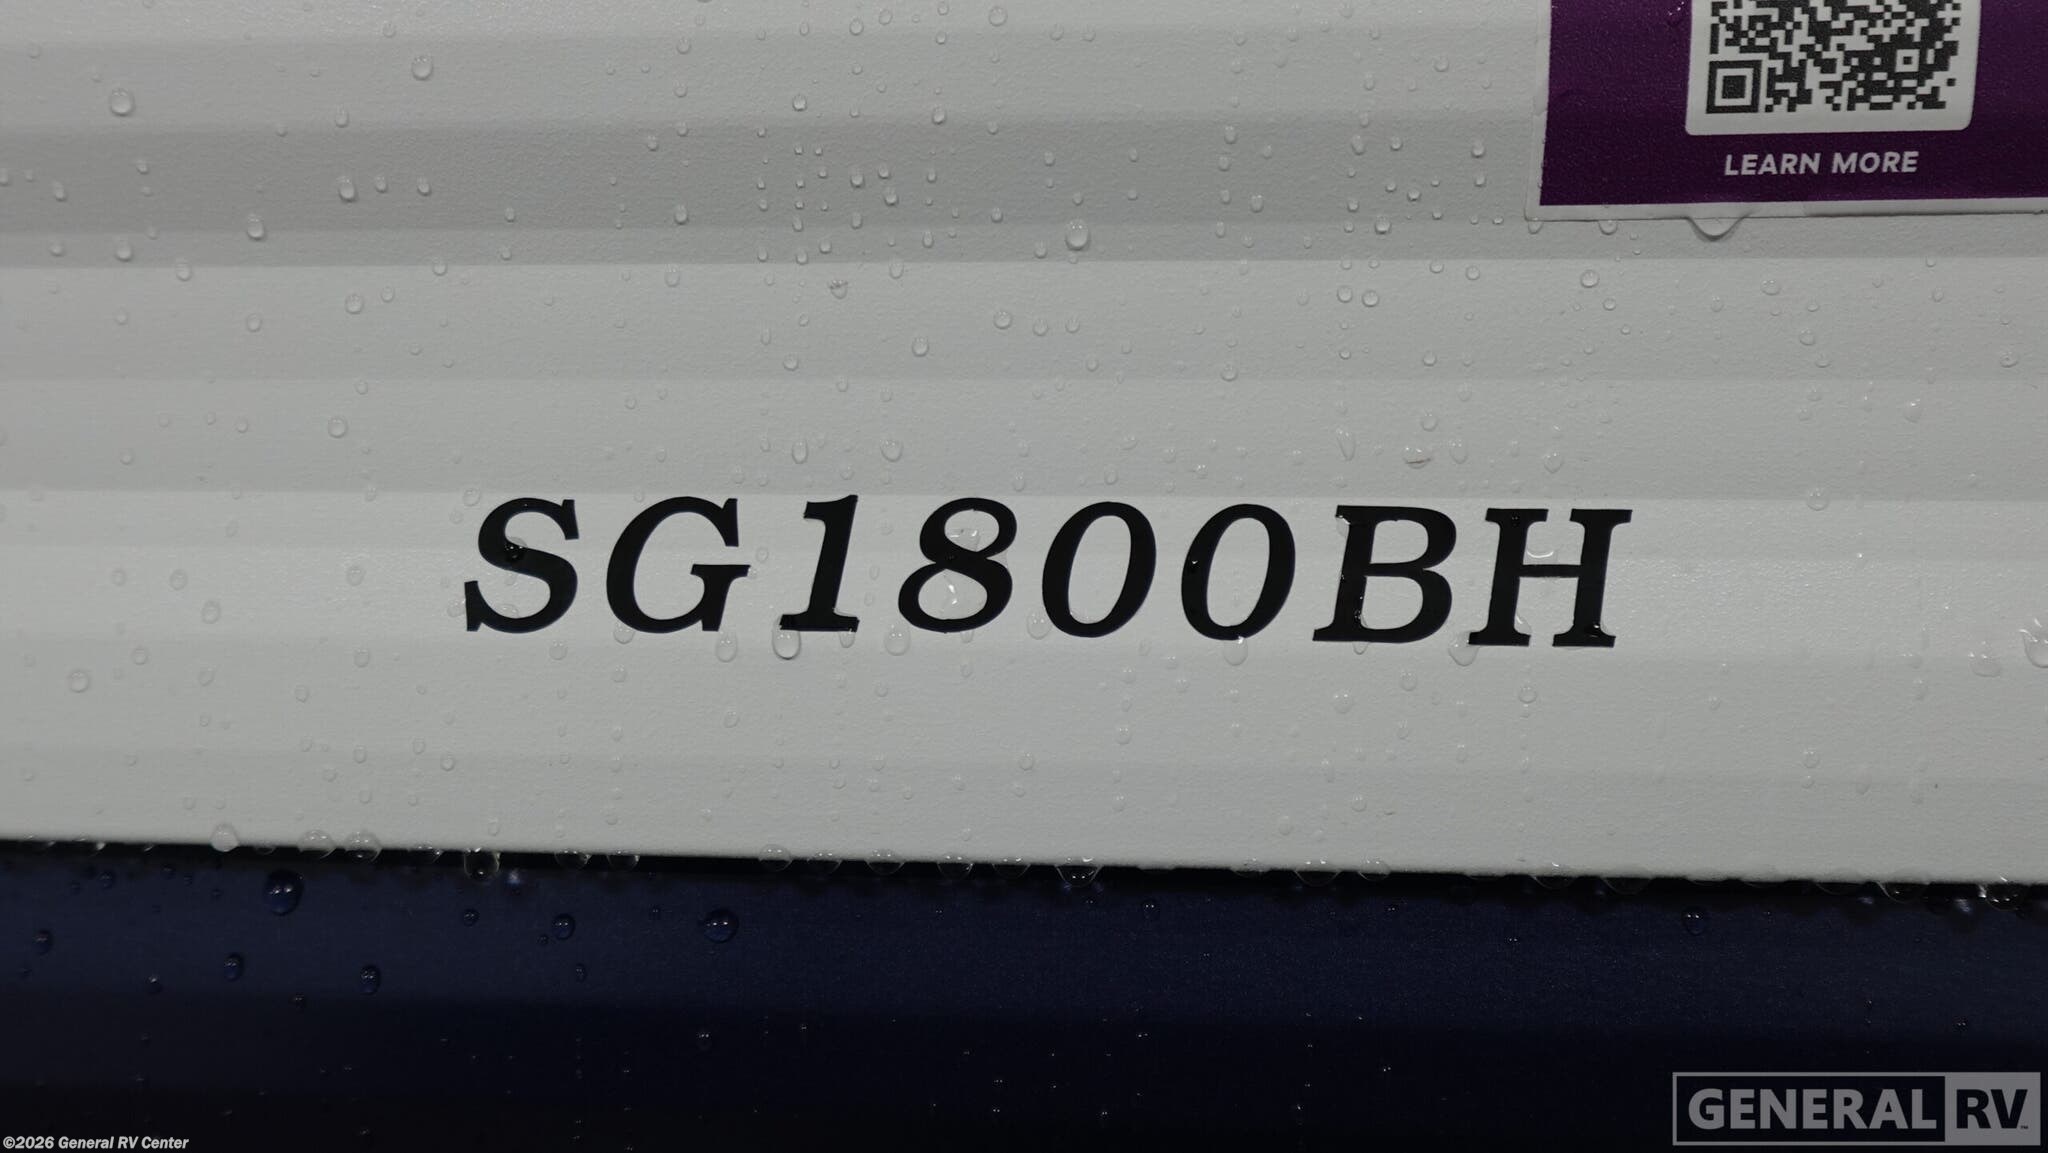 LEARN MORE
SG1800BH
GENERAL RV
©2026 General RV Center